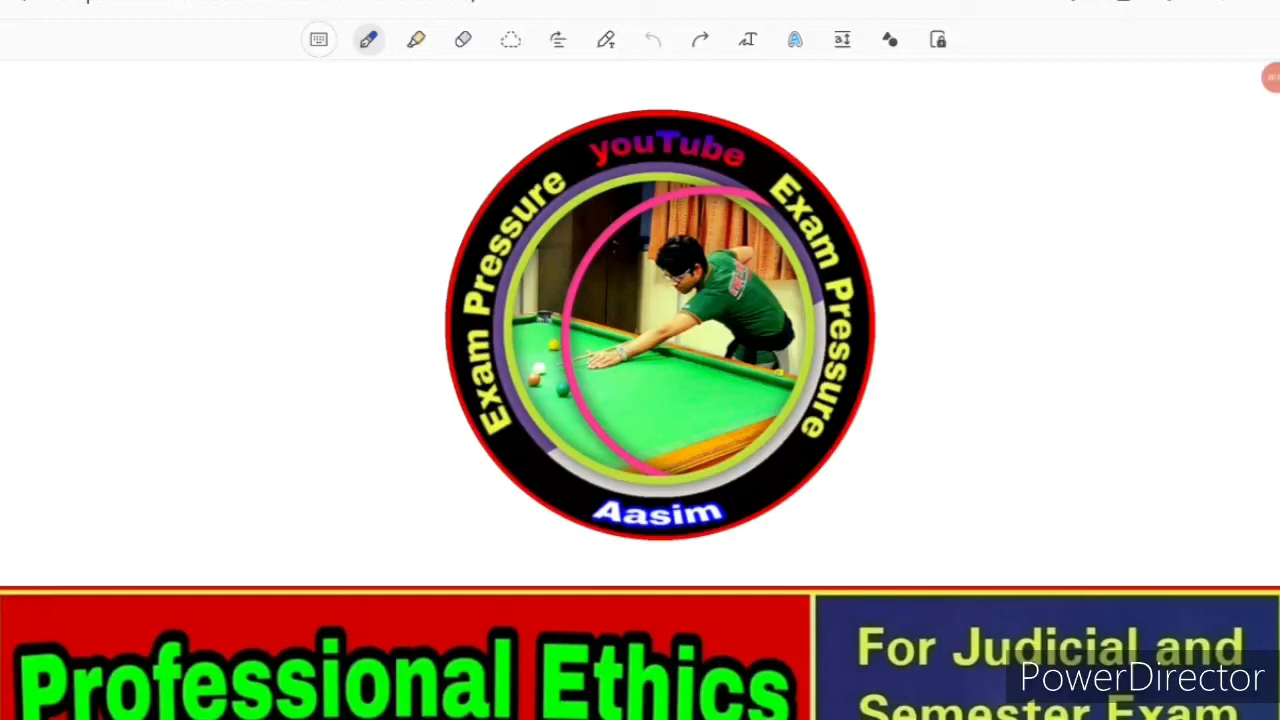 youTube
Exam Pressure
Exam Pressure
Aasim
Professional Ethics
For Judicial and
Semester Exam
PowerDirector